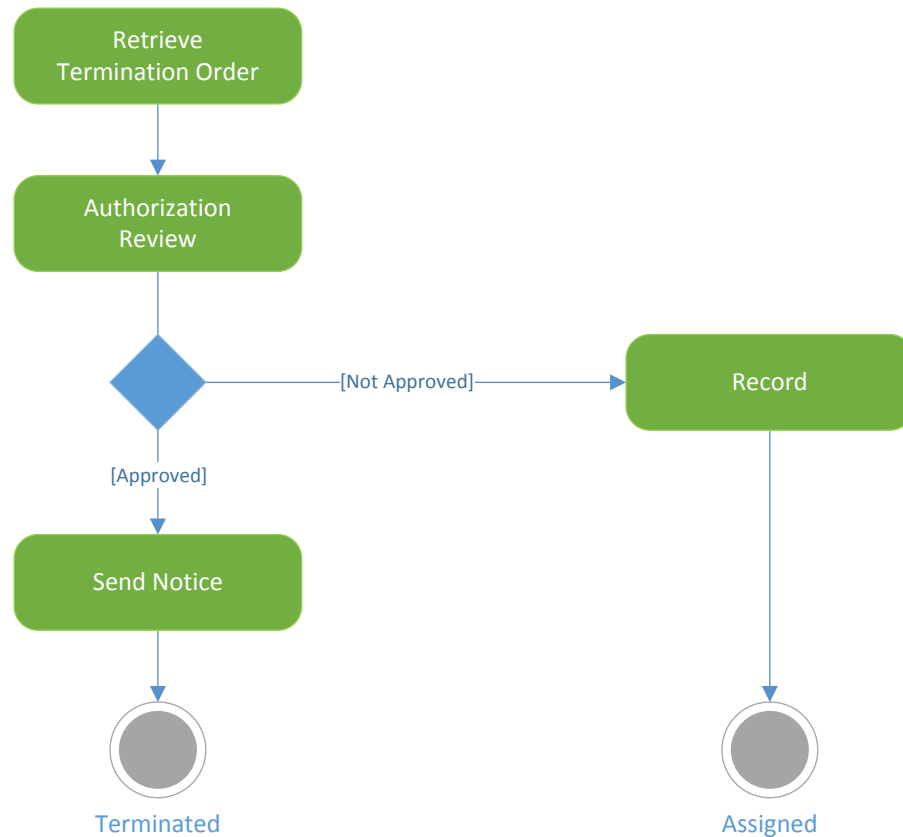 Retrieve
Termination Order
Authorization
Review
[Not Approved]
Record
[Approved]
Send Notice
Terminated
Assigned